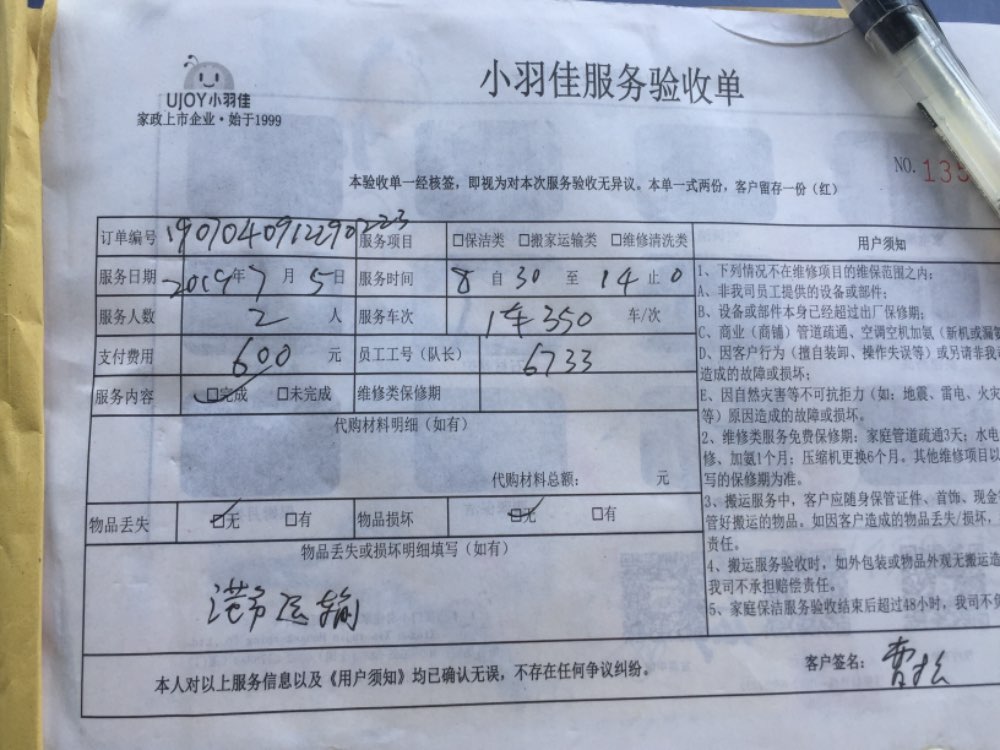 UJOY小羽佳
家政上市企业·始于1999
小羽佳服务验收单
NO. 135
本验收单一经核签，即视为对本次服务验收无异议。本单一式两份，客户留存一份（红）
订单编号 1907040912290223 服务项目 □保洁类 □搬家运输类 □维修清洗类
服务日期 2019年7月5日 服务时间 8自30至14止0
服务人数 2人 服务车次 1车350 车/次
支付费用 600元 员工工号（队长） 6733
服务内容 □完成 □未完成 维修类保修期
代购材料明细（如有）
代购材料总额： 元
物品丢失 □无 □有 物品损坏 □无 □有
物品丢失或损坏明细填写（如有）
运输
本人对以上服务信息以及《用户须知》均已确认无误，不存在任何争议纠纷。
客户签名： 曹
用户须知
1、下列情况不在维修项目的维保范围之内：
A、非我司员工提供的设备或部件；
B、设备或部件本身已经超过出厂保修期；
C、商业（商铺）管道疏通、空调空机加氨（新机或漏氨
D、因客户行为（擅自装卸、操作失误等）或另请非我
造成的故障或损坏；
E、因自然灾害等不可抗拒力（如：地震、雷电、火灾
等）原因造成的故障或损坏。
2、维修类服务免费保修期：家庭管道疏通3天；水电
修、加氨1个月；压缩机更换6个月。其他维修项目以
写的保修期为准。
3、搬运服务中，客户应随身保管证件、首饰、现金
管好搬运的物品。如因客户造成的物品丢失/损坏，
责任。
4、搬运服务验收时，如外包装或物品外观无搬运造
我司不承担赔偿责任。
5、家庭保洁服务验收结束后超过48小时，我司不